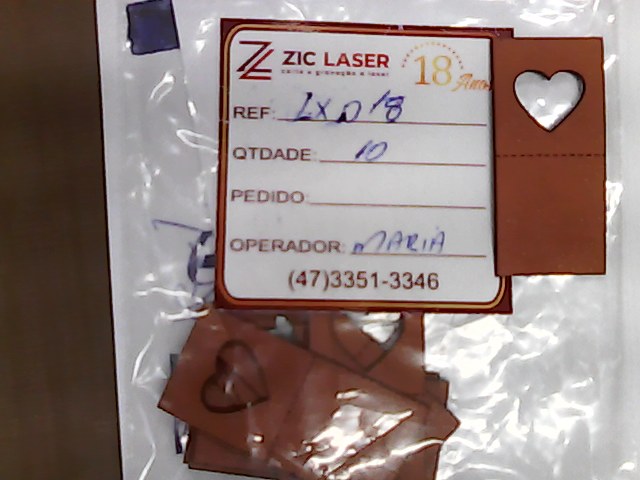 ZIC LASER
corte e gravação a laser
18 Anos
REF: LXD18
QTDADE: 10
PEDIDO:
OPERADOR: MARIA
(47)3351-3346